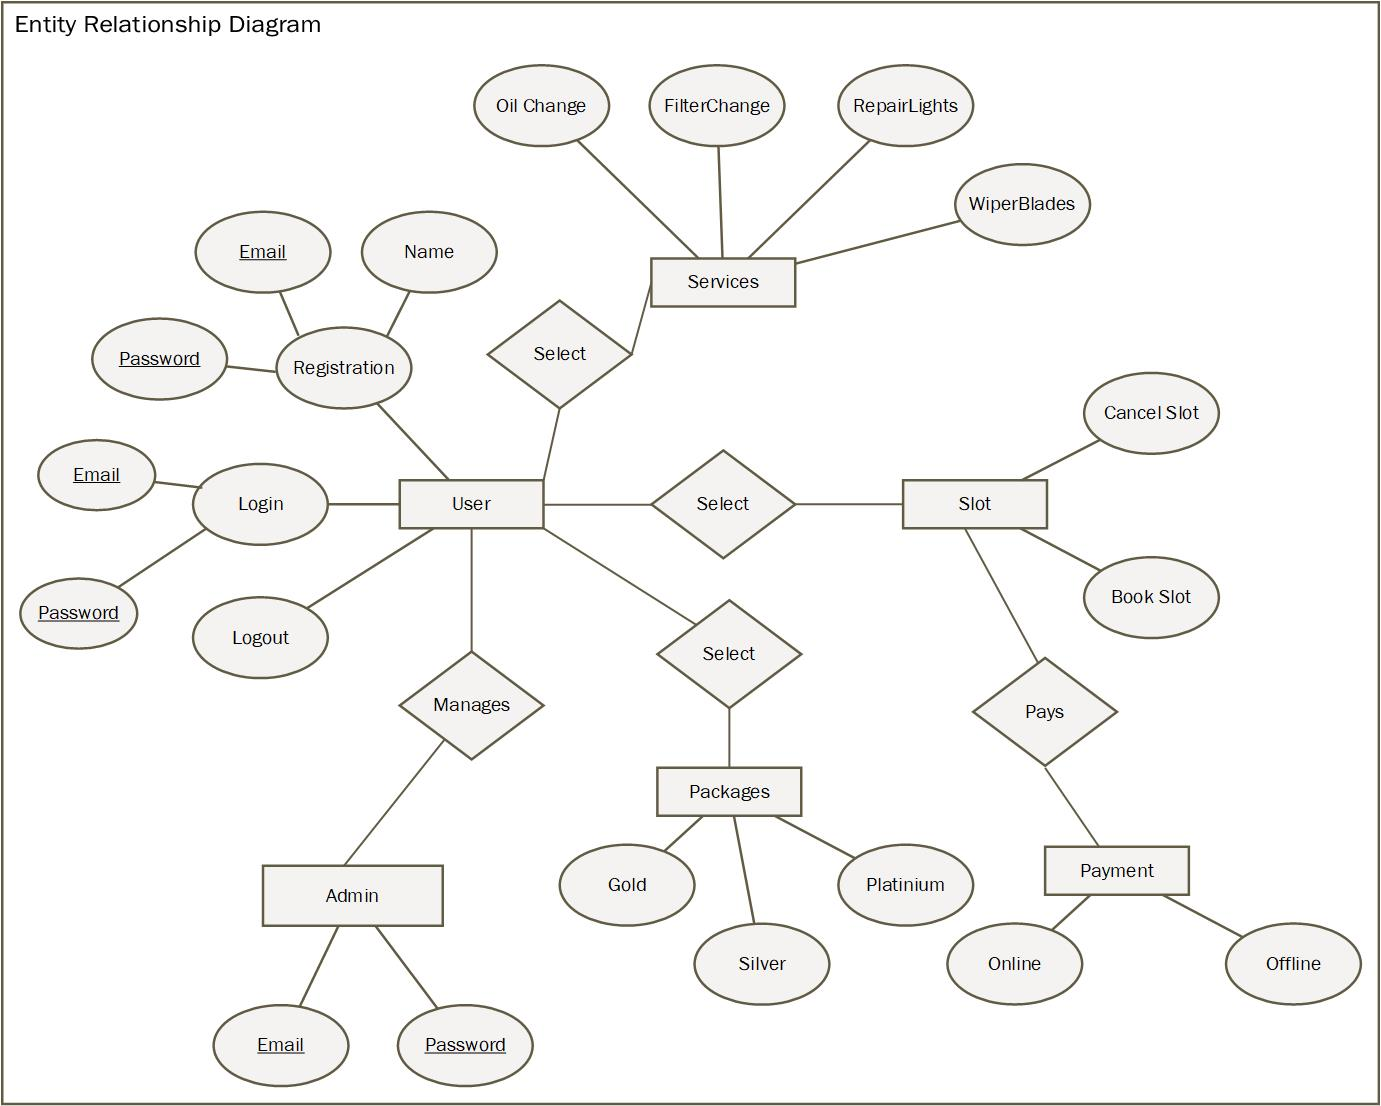 Entity Relationship Diagram
Oil Change
FilterChange
RepairLights
WiperBlades
Email
Name
Services
Select
Password
Registration
Cancel Slot
Email
Login
User
Select
Slot
Book Slot
Password
Logout
Select
Manages
Pays
Packages
Payment
Admin
Gold
Platinium
Silver
Online
Offline
Email
Password